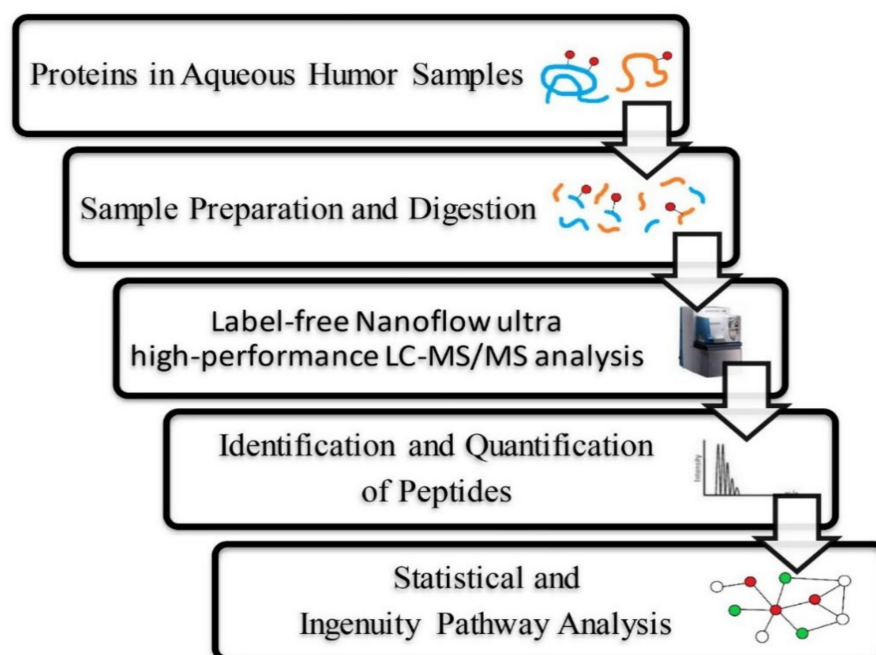 Proteins in Aqueous Humor Samples
Sample Preparation and Digestion
Label-free Nanoflow ultra
high-performance LC-MS/MS analysis
Identification and Quantification
of Peptides
Intensity
Statistical and
Ingenuity Pathway Analysis